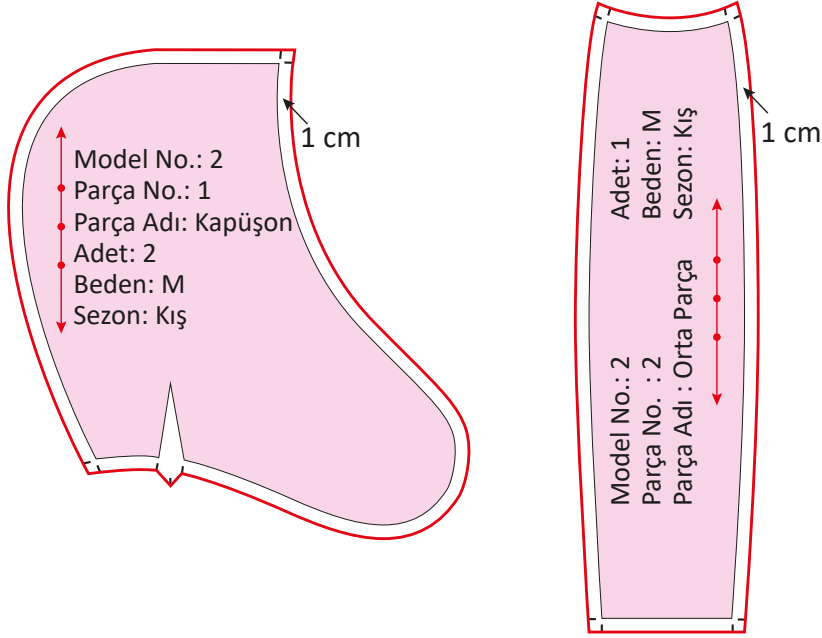 Model No.: 2
Parça No.: 1
Parça Adı: Kapüşon
Adet: 2
Beden: M
Sezon: Kış
1 cm
Model No.: 2
Parça No. : 2
Parça Adı : Orta Parça
Adet: 1
Beden: M
Sezon: Kış
1 cm